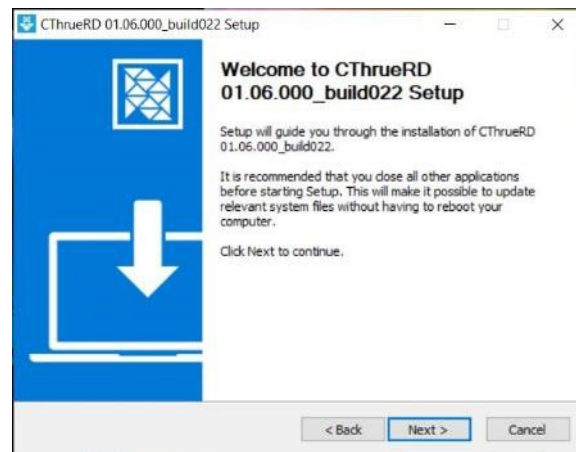 CThrueRD 01.06.000_build022 Setup
Welcome to CThrueRD
01.06.000_build022 Setup
Setup will guide you through the installation of CThrueRD
01.06.000_build022.
It is recommended that you close all other applications
before starting Setup. This will make it possible to update
relevant system files without having to reboot your
computer.
Click Next to continue.
< Back Next > Cancel